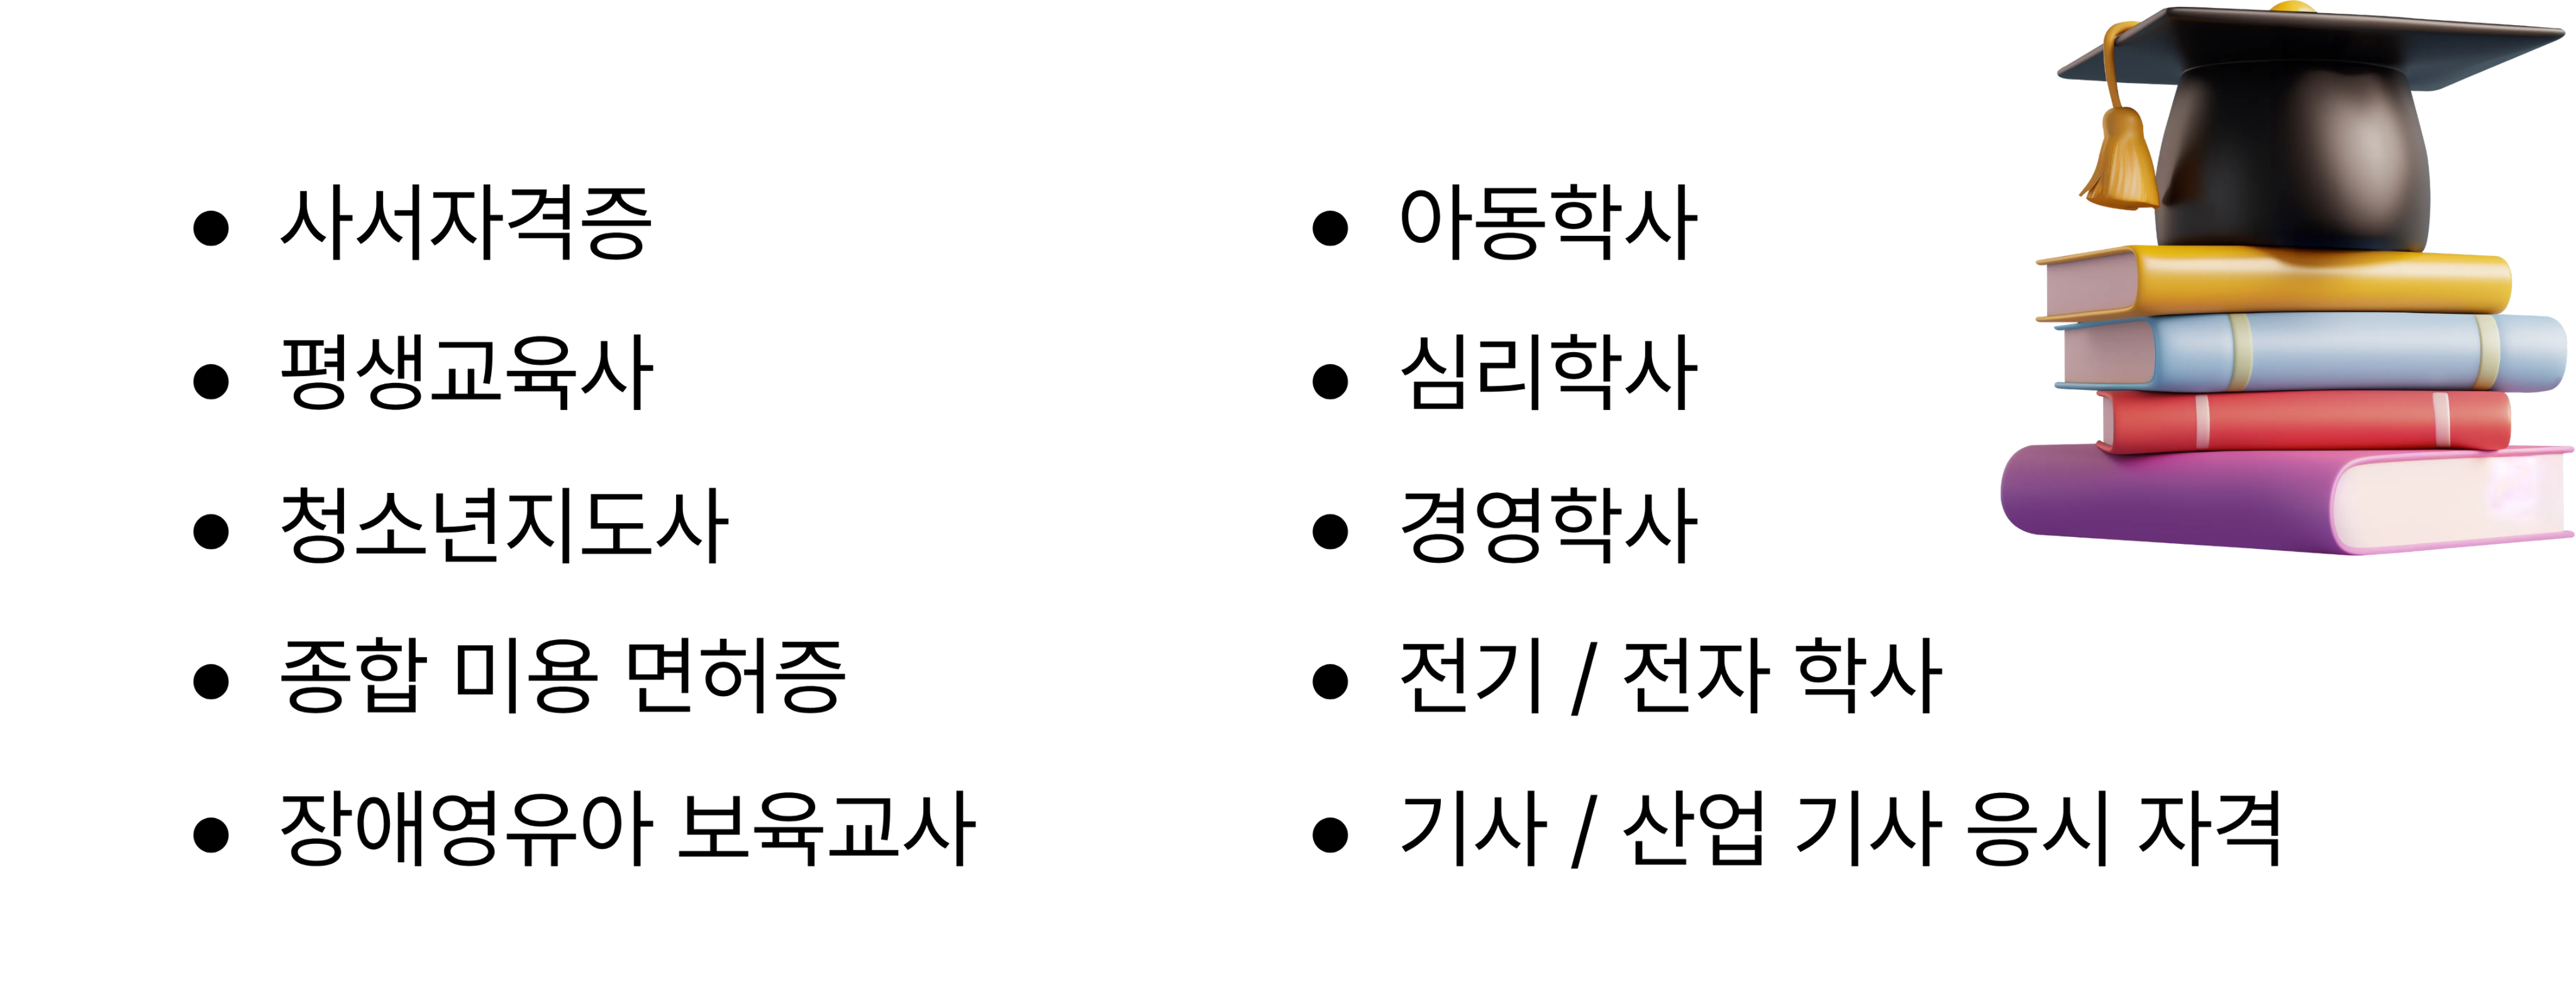 사서자격증
평생교육사
청소년지도사
종합 미용 면허증
장애영유아 보육교사
아동학사
심리학사
경영학사
전기 / 전자 학사
기사 / 산업 기사 응시 자격